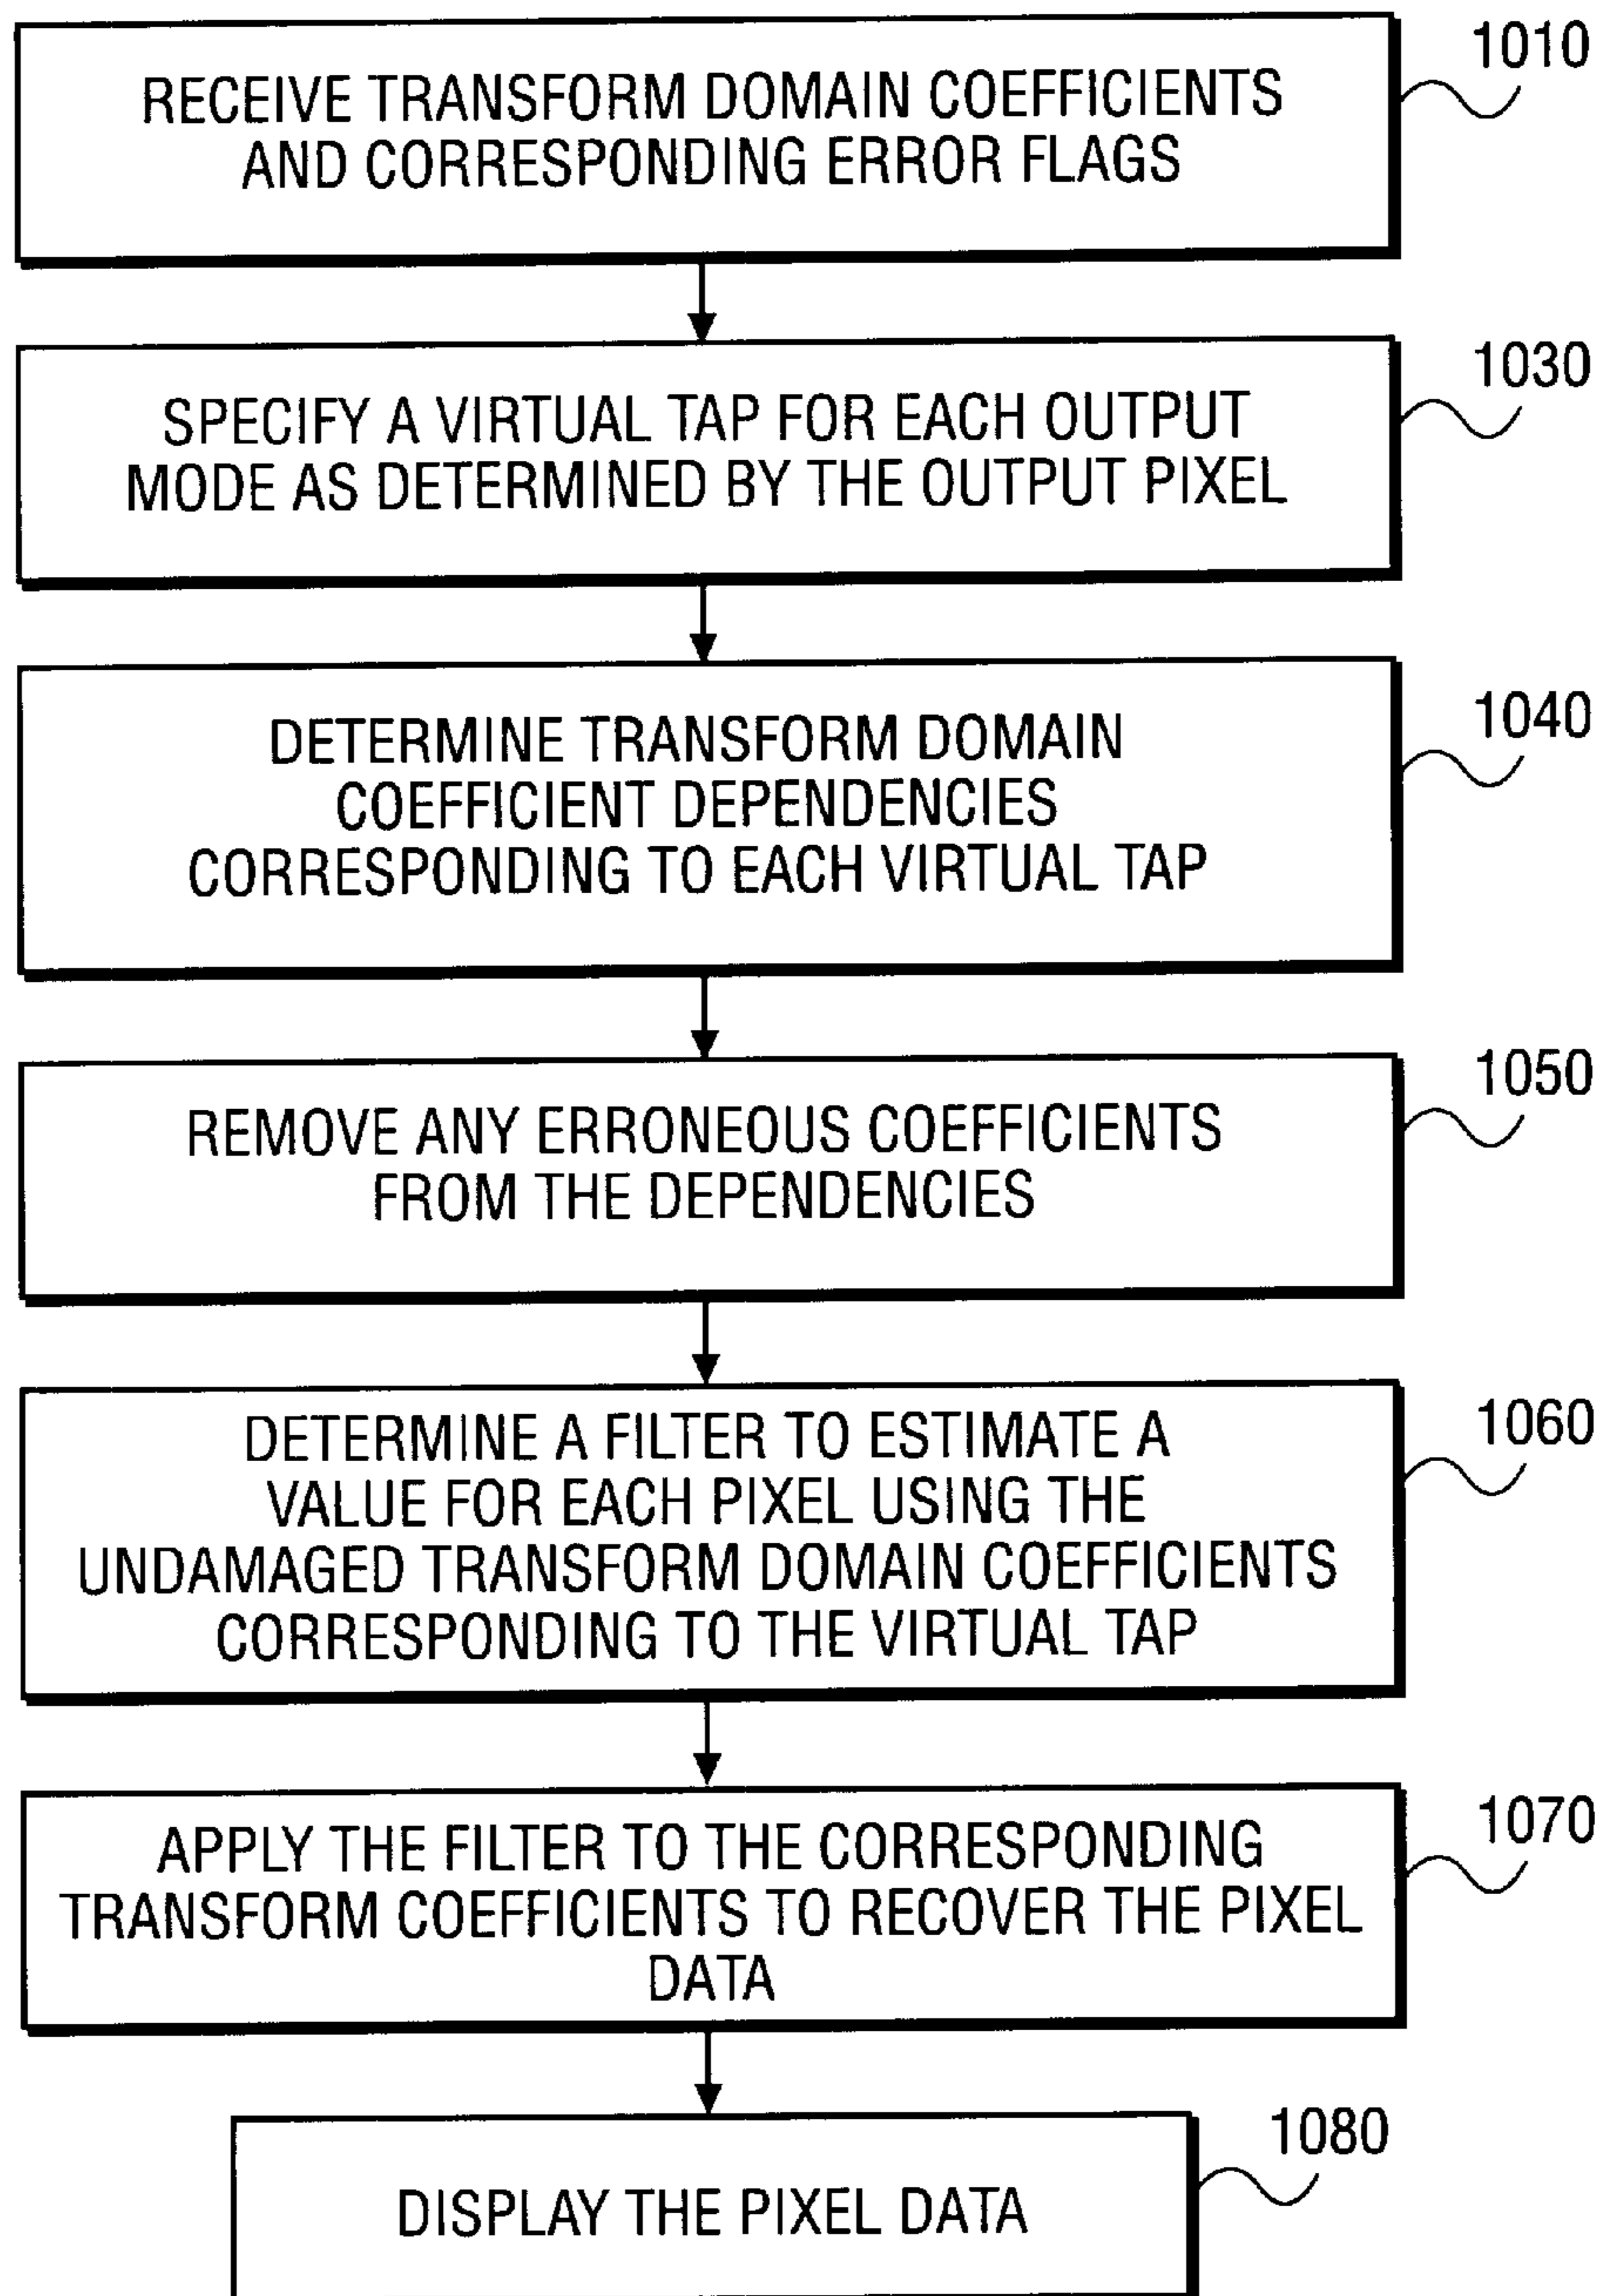 1010
RECEIVE TRANSFORM DOMAIN COEFFICIENTS
AND CORRESPONDING ERROR FLAGS
1030
SPECIFY A VIRTUAL TAP FOR EACH OUTPUT
MODE AS DETERMINED BY THE OUTPUT PIXEL
1040
DETERMINE TRANSFORM DOMAIN
COEFFICIENT DEPENDENCIES
CORRESPONDING TO EACH VIRTUAL TAP
1050
REMOVE ANY ERRONEOUS COEFFICIENTS
FROM THE DEPENDENCIES
1060
DETERMINE A FILTER TO ESTIMATE A
VALUE FOR EACH PIXEL USING THE
UNDAMAGED TRANSFORM DOMAIN COEFFICIENTS
CORRESPONDING TO THE VIRTUAL TAP
1070
APPLY THE FILTER TO THE CORRESPONDING
TRANSFORM COEFFICIENTS TO RECOVER THE PIXEL
DATA
1080
DISPLAY THE PIXEL DATA